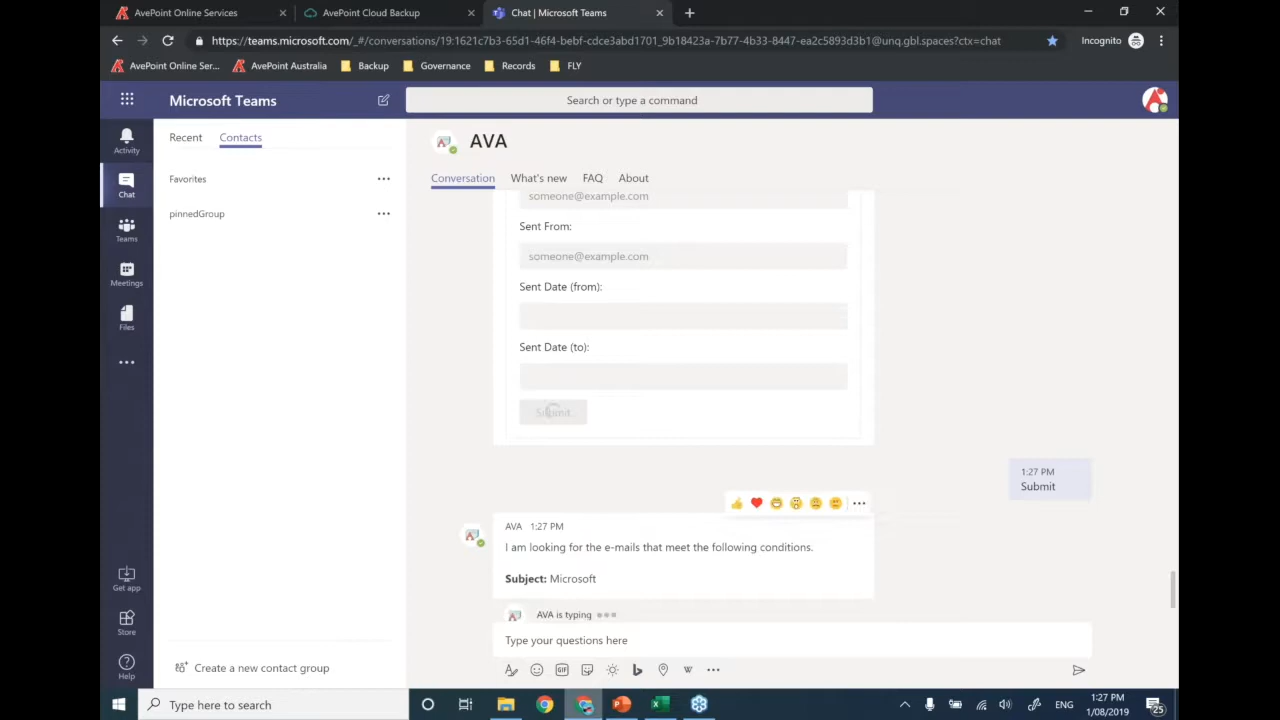 AvePoint Online Services
AvePoint Cloud Backup
Chat | Microsoft Teams
https://teams.microsoft.com/_#/conversations/19:1621c7b3-65d1-46f4-bebf-cdce3abd1701_9b18423a-7b77-4b33-8447-ea2c5893d3b1@unq.gbl.spaces?ctx=chat
Incognito
AvePoint Online Ser...
AvePoint Australia
Backup
Governance
Records
FLY
Microsoft Teams
Search or type a command
Activity
Chat
Teams
Meetings
Files
Get app
Store
Help
Recent
Contacts
Favorites
pinnedGroup
Create a new contact group
AVA
Conversation
What's new
FAQ
About
someone@example.com
Sent From:
someone@example.com
Sent Date (from):
Sent Date (to):
Submit
1:27 PM
Submit
AVA 1:27 PM
I am looking for the e-mails that meet the following conditions.
Subject: Microsoft
AVA is typing
Type your questions here
GIF
Type here to search
ENG
1:27 PM
1/08/2019
25